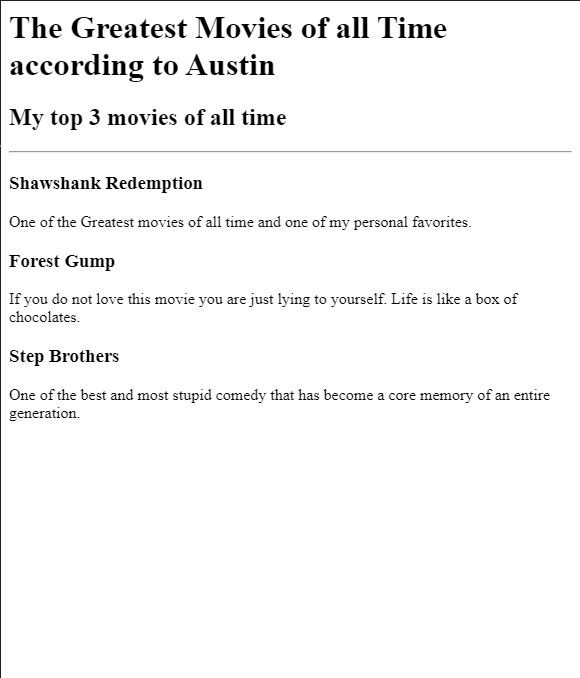 The Greatest Movies of all Time
according to Austin
My top 3 movies of all time
Shawshank Redemption
One of the Greatest movies of all time and one of my personal favorites.
Forest Gump
If you do not love this movie you are just lying to yourself. Life is like a box of
chocolates.
Step Brothers
One of the best and most stupid comedy that has become a core memory of an entire
generation.